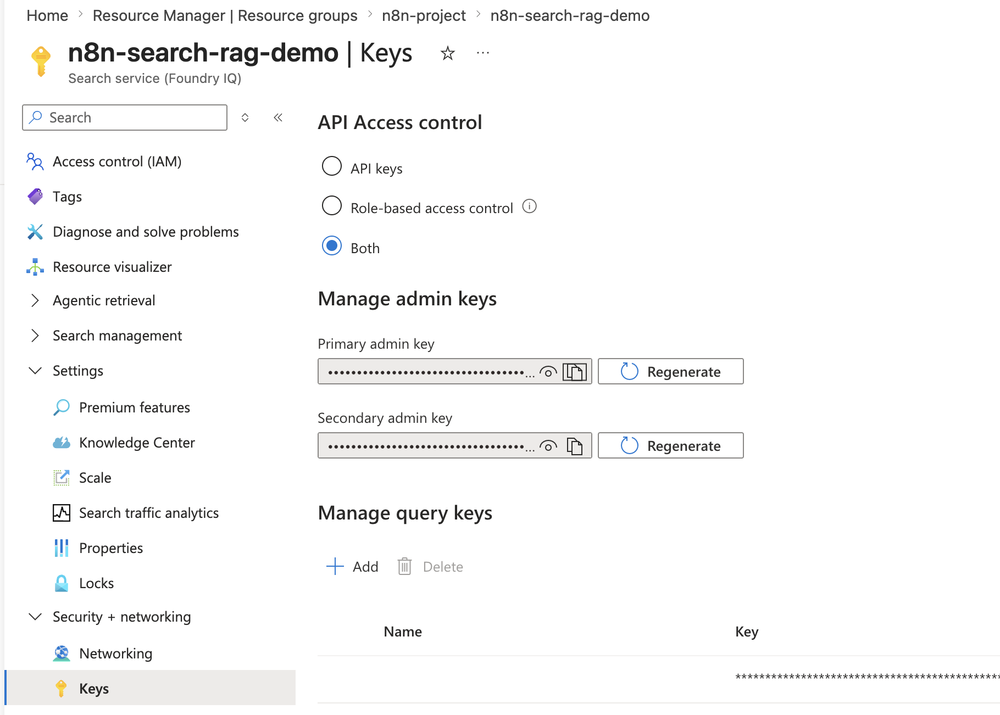 Home > Resource Manager | Resource groups > n8n-project > n8n-search-rag-demo
n8n-search-rag-demo | Keys
Search service (Foundry IQ)
Search
Access control (IAM)
Tags
Diagnose and solve problems
Resource visualizer
Agentic retrieval
Search management
Settings
Premium features
Knowledge Center
Scale
Search traffic analytics
Properties
Locks
Security + networking
Networking
Keys
API Access control
API keys
Role-based access control
Both
Manage admin keys
Primary admin key
Regenerate
Secondary admin key
Regenerate
Manage query keys
Add Delete
Name Key